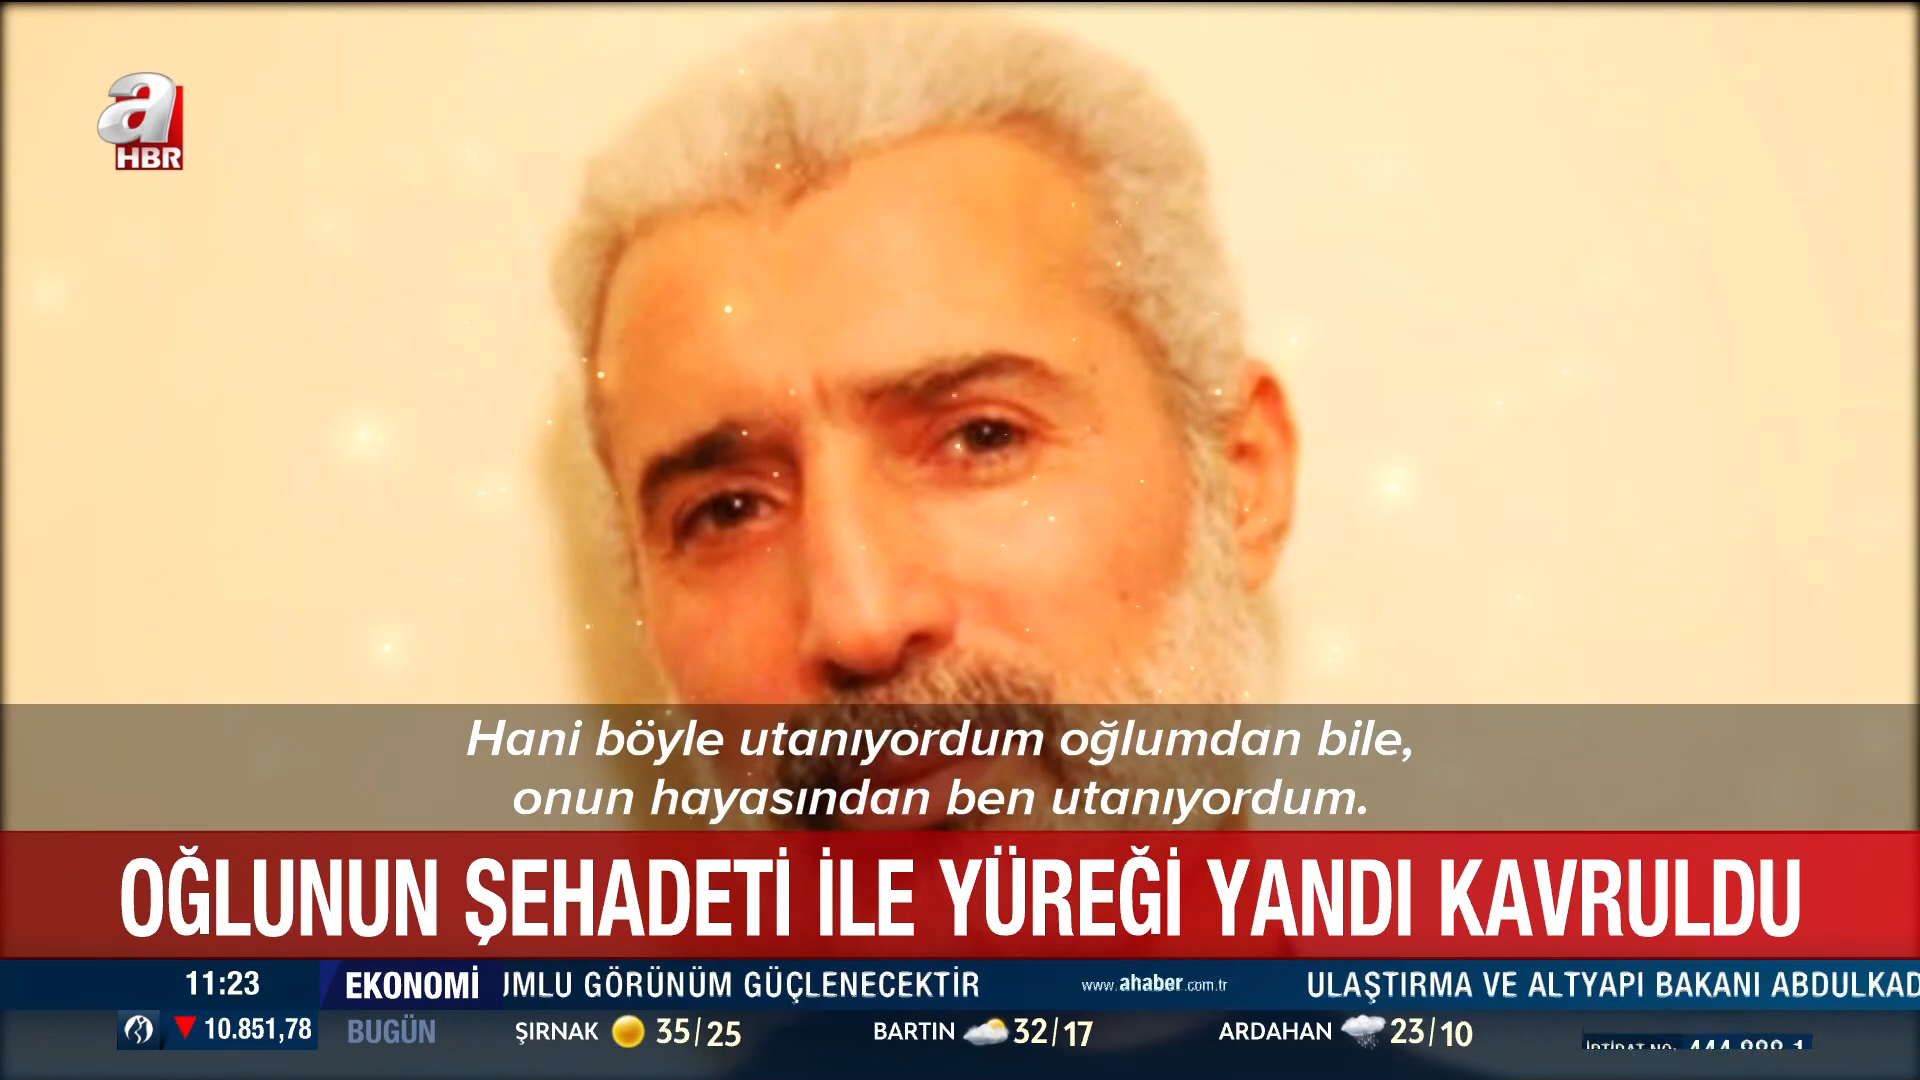 a
HBR
Hani böyle utanıyordum oğlumdan bile,
onun hayasından ben utanıyordum.
OĞLUNUN ŞEHADETİ İLE YÜREĞİ YANDI KAVRULDU
11:23 EKONOMİ UMLU GÖRÜNÜM GÜÇLENECEKTİR www.ahaber.com.tr ULAŞTIRMA VE ALTYAPI BAKANI ABDULKAD
10.851,78 BUGÜN ŞIRNAK 35/25 BARTIN 32/17 ARDAHAN 23/10